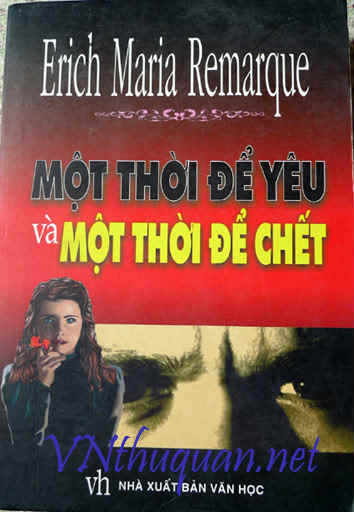 Erich Maria Remarque
MỘT THỜI ĐỂ YÊU
và MỘT THỜI ĐỂ CHẾT
VNthuquan.net
vh NHÀ XUẤT BẢN VĂN HỌC